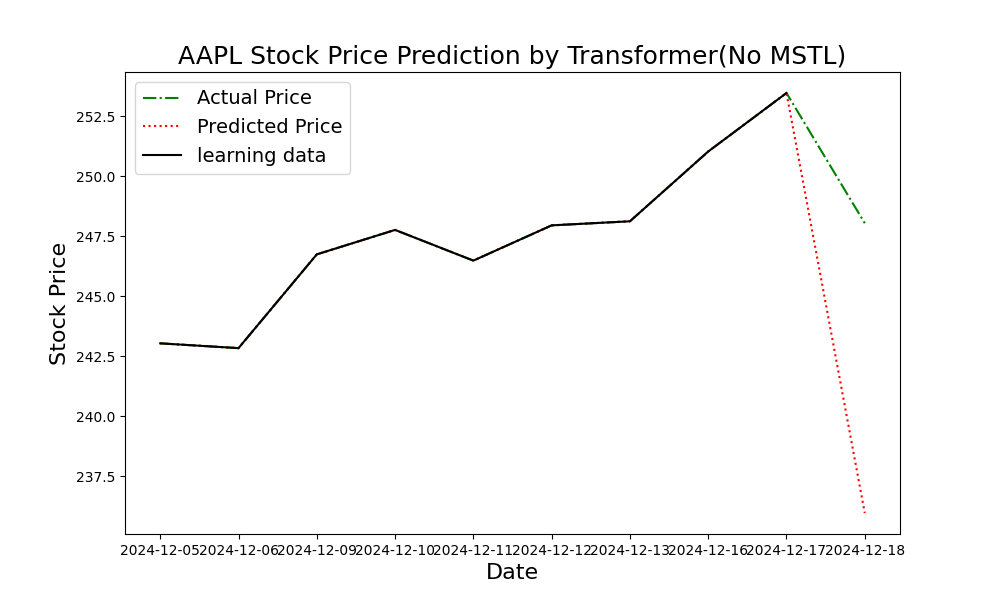 AAPL Stock Price Prediction by Transformer(No MSTL)
Actual Price
Predicted Price
learning data
252.5
250.0
247.5
245.0
242.5
240.0
237.5
Stock Price
2024-12-05 2024-12-06 2024-12-09 2024-12-10 2024-12-11 2024-12-12 2024-12-13 2024-12-16 2024-12-17 2024-12-18
Date